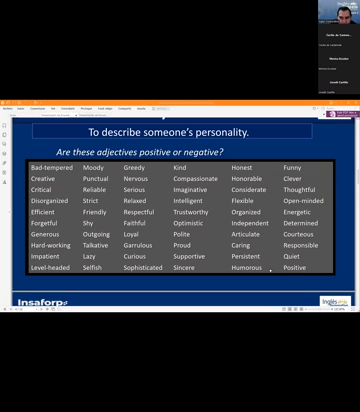 Inglés
To describe someone's personality.
Are these adjectives positive or negative?
Bad-tempered Moody Greedy Kind Honest Funny
Creative Punctual Nervous Compassionate Honorable Clever
Critical Reliable Serious Imaginative Considerate Thoughtful
Disorganized Strict Relaxed Intelligent Flexible Open-minded
Efficient Friendly Respectful Trustworthy Organized Energetic
Forgetful Shy Faithful Optimistic Independent Determined
Generous Outgoing Loyal Polite Articulate Courteous
Hard-working Talkative Garrulous Proud Caring Responsible
Impatient Lazy Curious Supportive Persistent Quiet
Level-headed Selfish Sophisticated Sincere Humorous Positive
Insaforp
Inglés